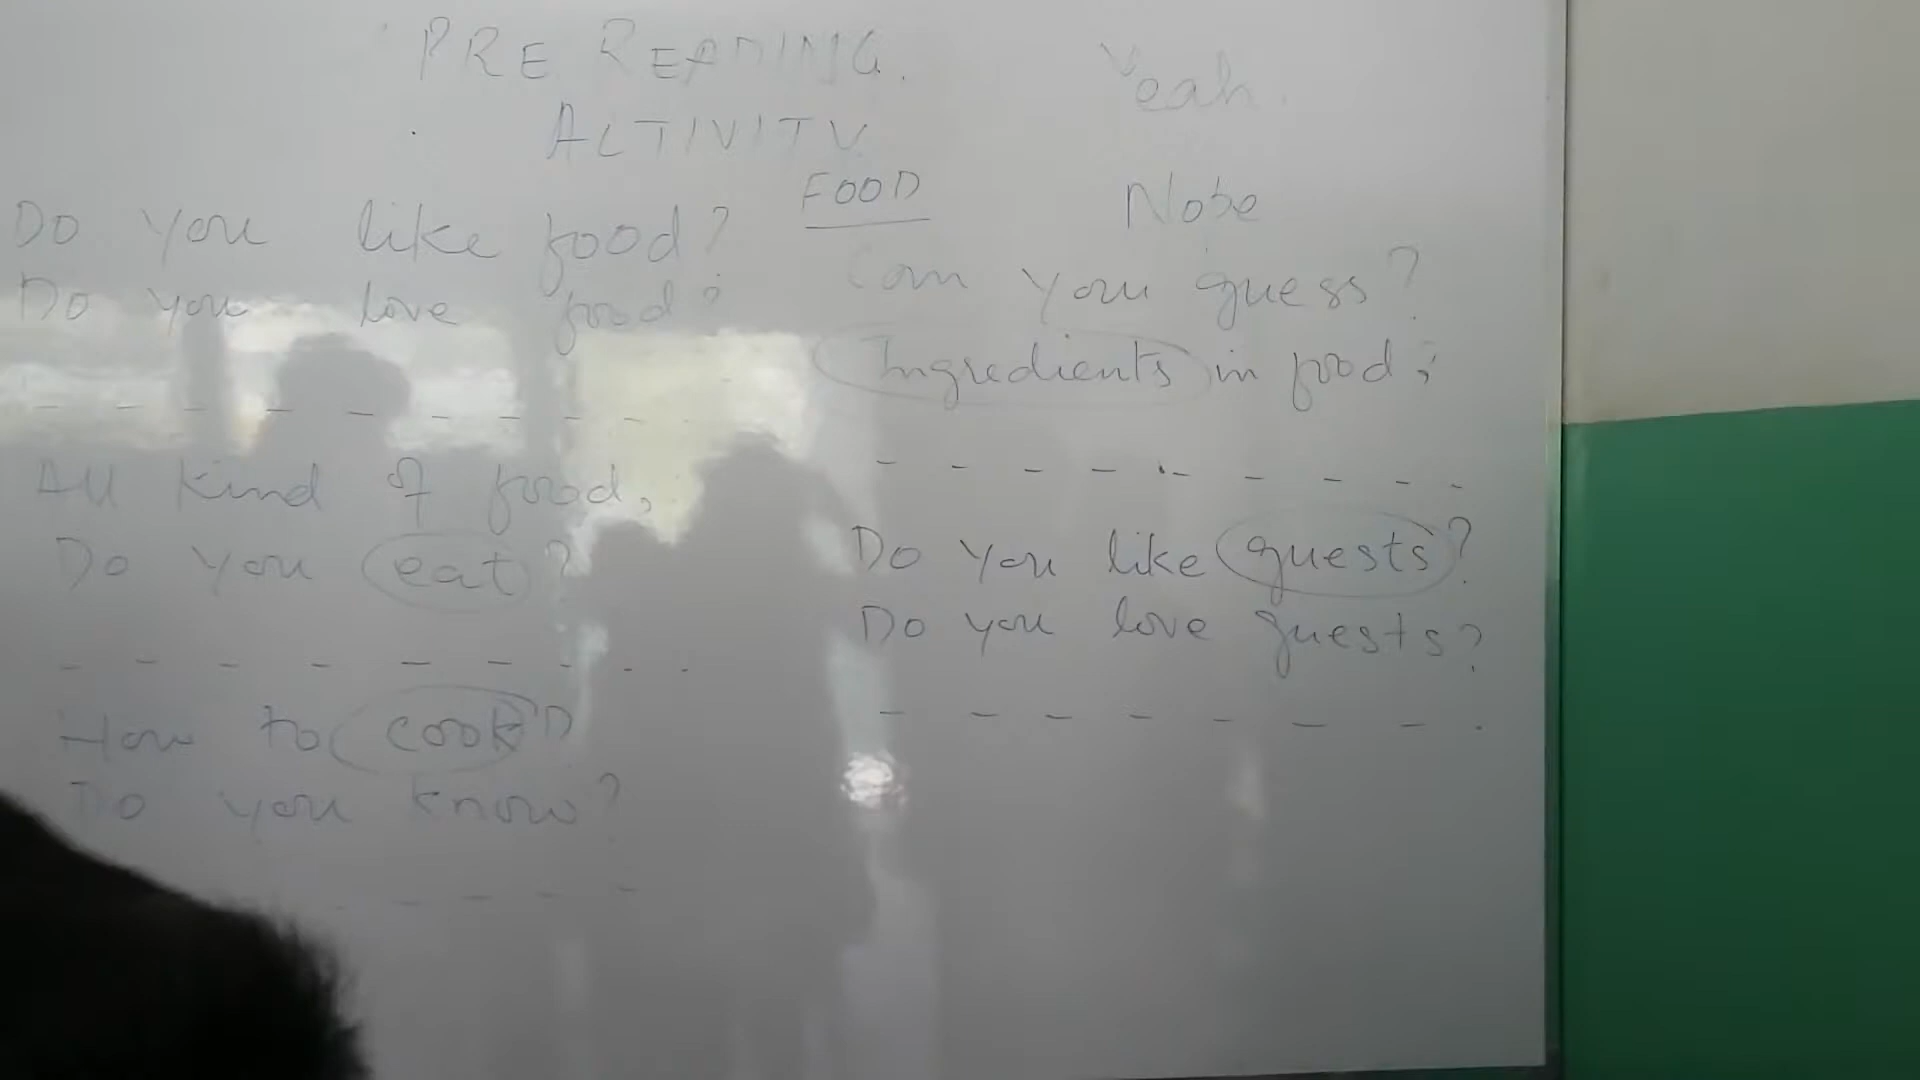 PRE READING.
ACTIVITY
FOOD
Yeah.
Nope
Do you like food?
Do you love food?
- - - - - - - - -
All kind of food,
Do you eat?
- - - - - - - - -
How to cook
Do you know?
- - - - -
Can you guess?
Ingredients in food;
- - - - - - - - -
Do you like guests?
Do you love guests?
- - - - - - - -